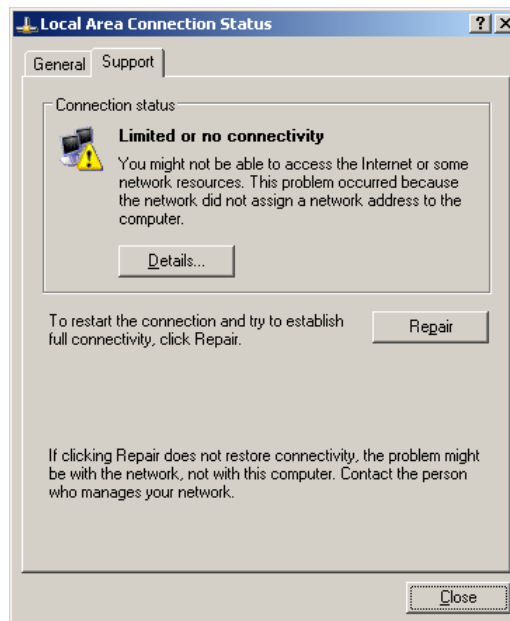 Local Area Connection Status
General Support
Connection status
Limited or no connectivity
You might not be able to access the Internet or some
network resources. This problem occurred because
the network did not assign a network address to the
computer.
Details...
To restart the connection and try to establish
full connectivity, click Repair.
Repair
If clicking Repair does not restore connectivity, the problem might
be with the network, not with this computer. Contact the person
who manages your network.
Close